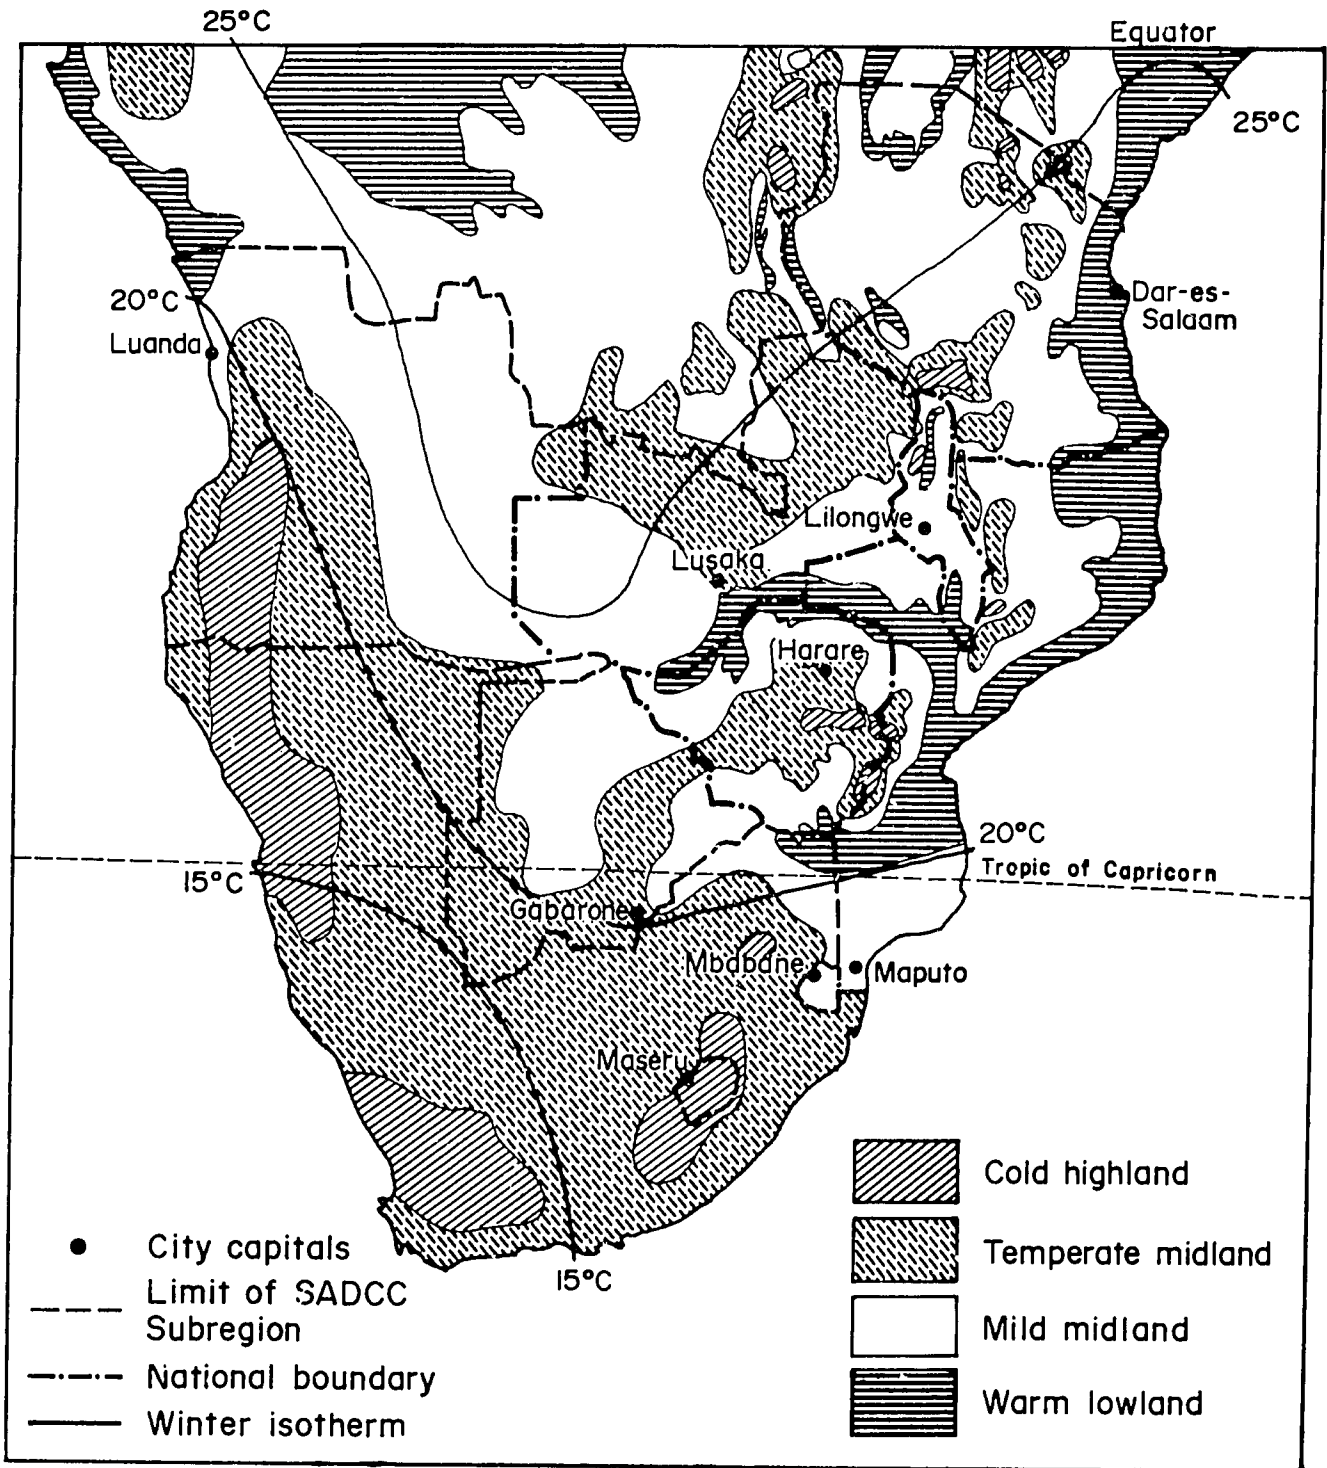 25°C
Equator
25°C
20°C
Luanda
Dar-es-
Salaam
Lilongwe
Lusaka
Harare
20°C
Tropic of Capricorn
15°C
Gabarone
Mbabane
Maputo
Maseru
15°C
City capitals
Limit of SADCC
Subregion
National boundary
Winter isotherm
Cold highland
Temperate midland
Mild midland
Warm lowland